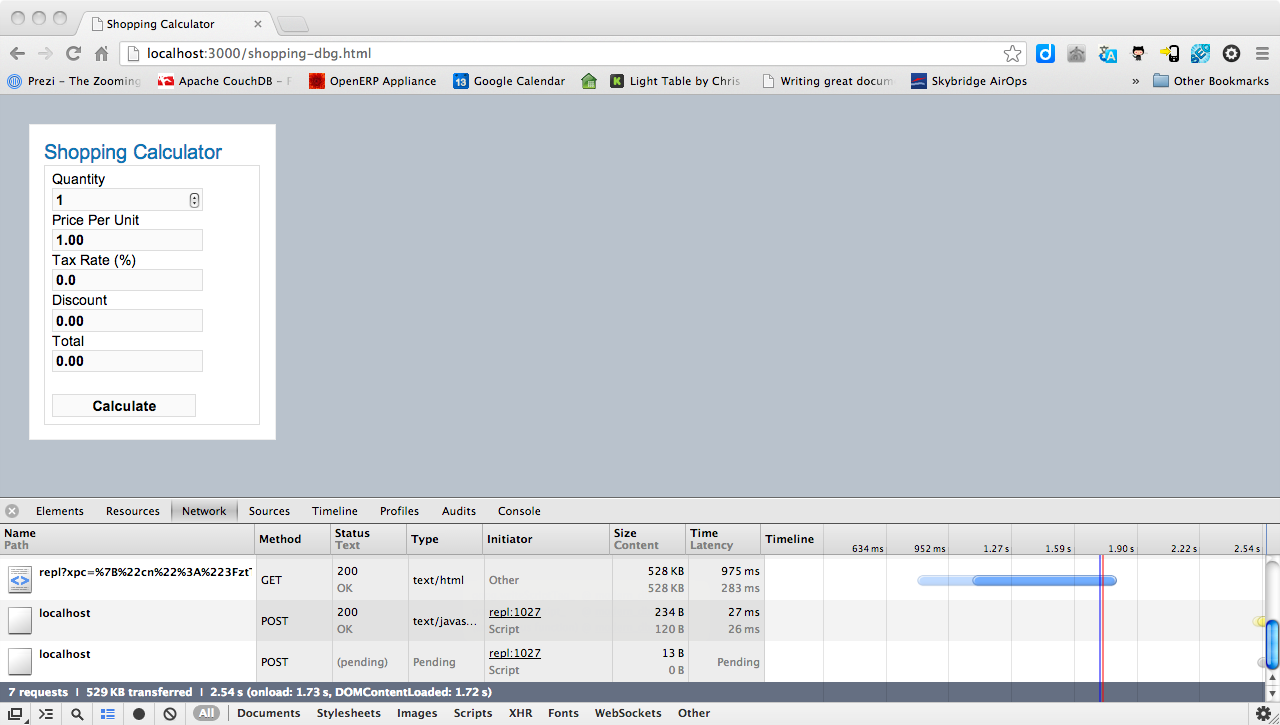 Shopping Calculator
localhost:3000/shopping-dbg.html
Prezi – The Zooming Apache CouchDB – OpenERP Appliance 13 Google Calendar K Light Table by Chris Writing great docum Skybridge AirOps » Other Bookmarks
Shopping Calculator
Quantity
1
Price Per Unit
1.00
Tax Rate (%)
0.0
Discount
0.00
Total
0.00
Calculate
Elements Resources Network Sources Timeline Profiles Audits Console
Name Method Status Type Initiator Size Time Timeline
Path Text Content Latency 634 ms 952 ms 1.27 s 1.59 s 1.90 s 2.22 s 2.54 s
repl?xpc=%7B%22cn%22%3A%223Fzt GET 200 text/html Other 528 KB 975 ms
OK 528 KB 283 ms
localhost POST 200 text/javas... repl:1027 234 B 27 ms
OK Script 120 B 26 ms
localhost POST (pending) Pending repl:1027 13 B Pending
Script 0 B
7 requests | 529 KB transferred | 2.54 s (onload: 1.73 s, DOMContentLoaded: 1.72 s)
All Documents Stylesheets Images Scripts XHR Fonts WebSockets Other